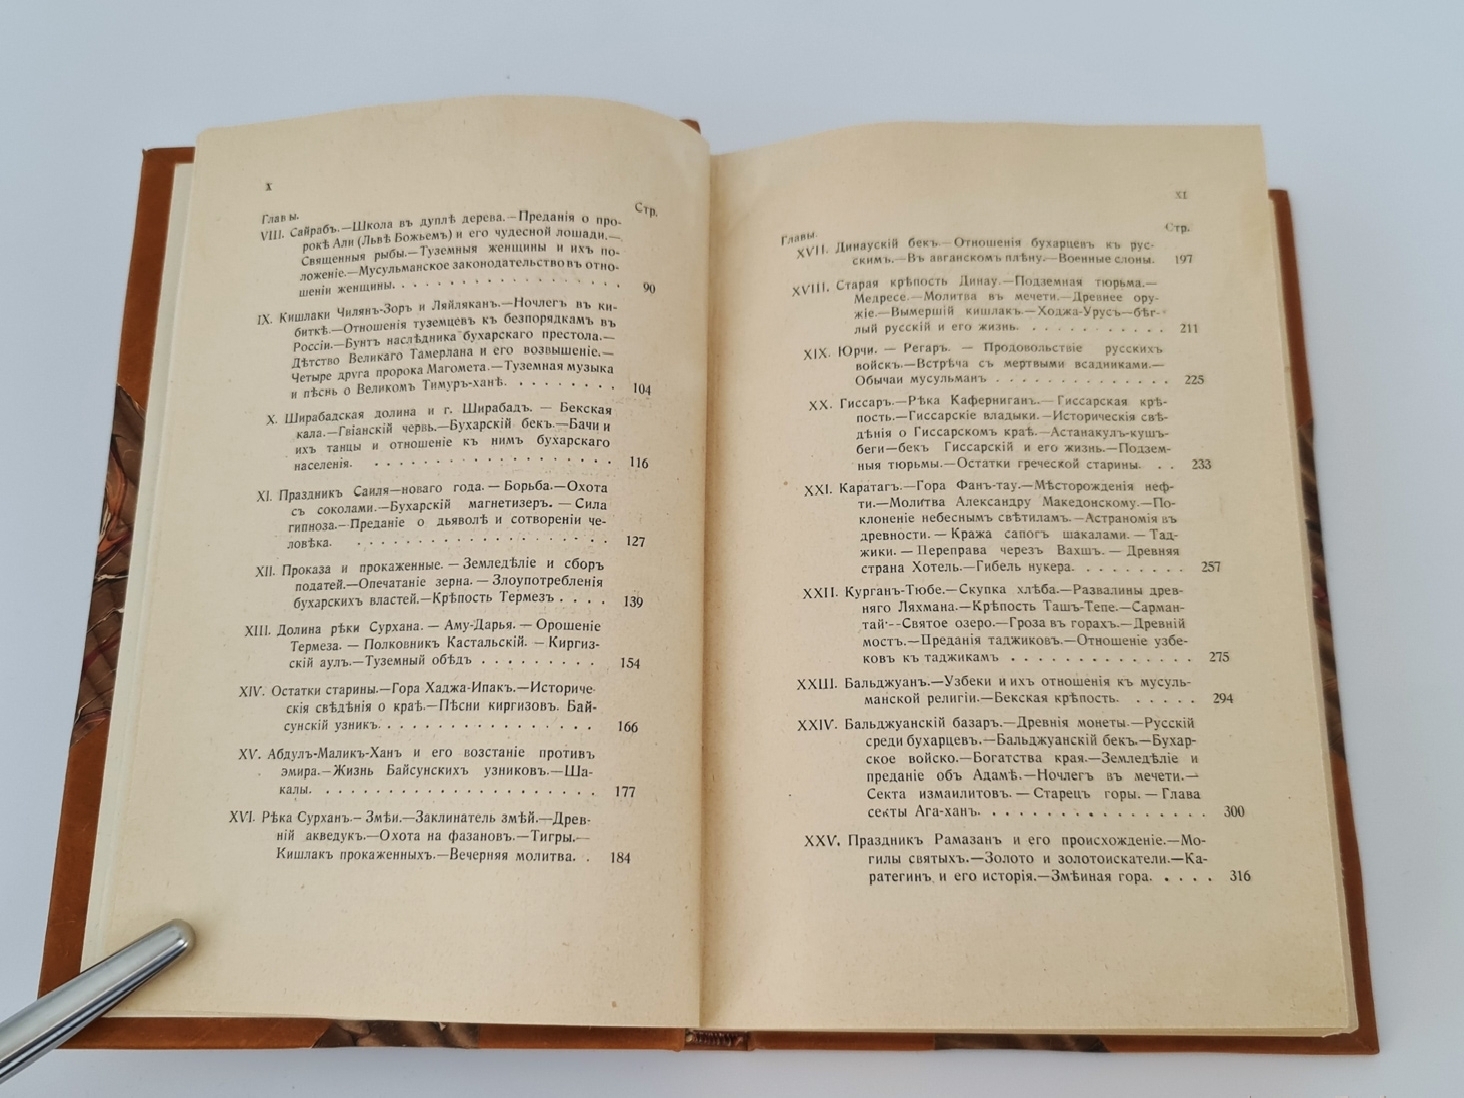 X
Главы.
Стр.
VIII. Сайрабъ.—Школа въ дуплѣ дерева.—Преданія о про-
рокѣ Али (Львѣ Божьемъ) и его чудесной лошади.—
Священныя рыбы.—Туземныя женщины и ихъ по-
ложеніе.—Мусульманское законодательство въ отно-
шеніи женщины. . . . . . . . . . . . . . 90
IX. Кишлаки Чилянъ-Зоръ и Ляйляканъ.—Ночлегъ въ ки-
биткѣ.—Отношенія туземцевъ къ безпорядкамъ въ
Россіи.—Бунтъ наслѣдника бухарскаго престола.—
Дѣтство Великаго Тамерлана и его возвышеніе.—
Четыре друга пророка Магомета.—Туземная музыка
и пѣснь о Великомъ Тимуръ-ханѣ. . . . . . . . 104
X. Ширабадская долина и г. Ширабадъ. — Бекская
кала.—Гвіанскій червь.—Бухарскій бекъ.—Бачи и
ихъ танцы и отношеніе къ нимъ бухарскаго
населенія. . . . . . . . . . . . . . . 116
XI. Праздникъ Саиля—новаго года. — Борьба.—Охота
съ соколами.—Бухарскій магнетизеръ. — Сила
гипноза.—Преданіе о дьяволѣ и сотвореніи че-
ловѣка. . . . . . . . . . . . . . . . 127
XII. Проказа и прокаженные. — Земледѣліе и сборъ
податей.—Опечатаніе зерна. — Злоупотребленія
бухарскихъ властей.—Крѣпость Термезъ . . . . 139
XIII. Долина рѣки Сурхана. — Аму-Дарья. — Орошеніе
Термеза. — Полковникъ Кастальскій. — Киргиз-
скій аулъ.—Туземный обѣдъ . . . . . . . . . 154
XIV. Остатки старины.—Гора Хаджа-Ипакъ.—Историче-
скія свѣдѣнія о краѣ.—Пѣсни киргизовъ. Бай-
сунскій узникъ. . . . . . . . . . . . . . 166
XV. Абдулъ-Маликъ-Ханъ и его возстаніе противъ
эмира.—Жизнь Байсунскихъ узниковъ.—Ша-
калы. . . . . . . . . . . . . . . . . . 177
XVI. Рѣка Сурханъ.—Змѣи.—Заклинатель змѣй.—Древ-
ній акведукъ.—Охота на фазановъ.—Тигры.—
Кишлакъ прокаженныхъ.—Вечерняя молитва. . 184
XI
Главы.
Стр.
XVII. Динаускій бекъ.—Отношенія бухарцевъ къ рус-
скимъ.—Въ авганскомъ плѣну.—Военные слоны. 197
XVIII. Старая крѣпость Динау.—Подземная тюрьма.—
Медресе.—Молитва въ мечети.—Древнее ору-
жіе.—Вымершій кишлакъ.—Ходжа-Урусъ—бѣг-
лый русскій и его жизнь. . . . . . . . . . . 211
XIX. Юрчи. — Регаръ. — Продовольствіе русскихъ
войскъ.—Встрѣча съ мертвыми всадниками.—
Обычаи мусульманъ . . . . . . . . . . . . . 225
XX. Гиссаръ.—Рѣка Каферниганъ.—Гиссарская крѣ-
пость.—Гиссарскіе владыки.—Историческія свѣ-
дѣнія о Гиссарскомъ краѣ.—Астанакулъ-кушъ-
беги—бекъ Гиссарскій и его жизнь.—Подзем-
ныя тюрьмы.—Остатки греческой старины. . . 233
XXI. Каратагъ.—Гора Фанъ-тау.—Мѣсторожденія неф-
ти.—Молитва Александру Македонскому.—По-
клоненіе небеснымъ свѣтиламъ.—Астрономія въ
древности. — Кража сапогъ шакалами. — Тад-
жики. — Переправа черезъ Вахшъ. — Древняя
страна Хотель.—Гибель нукера. . . . . . . . 257
XXII. Курганъ-Тюбе.—Скупка хлѣба.—Развалины древ-
няго Ляхмана.—Крѣпость Ташъ-Тепе.—Сарман-
тай--Святое озеро.—Гроза въ горахъ.—Древній
мостъ.—Преданія таджиковъ.—Отношеніе узбе-
ковъ къ таджикамъ . . . . . . . . . . . . . 275
XXIII. Бальджуанъ.—Узбеки и ихъ отношенія къ мусуль-
манской религіи.—Бекская крѣпость. . . . . . 294
XXIV. Бальджуанскій базаръ.—Древнія монеты.—Русскій
среди бухарцевъ.—Бальджуанскій бекъ.—Бухар-
ское войско.—Богатства края.—Земледѣліе и
преданіе объ Адамѣ.—Ночлегъ въ мечети.—
Секта измаилитовъ. — Старецъ горы. — Глава
секты Ага-ханъ. . . . . . . . . . . . . . . 300
XXV. Праздникъ Рамазанъ и его происхожденіе.—Мо-
гилы святыхъ.—Золото и золотоискатели.—Ка-
ратегинъ и его исторія.—Змѣиная гора. . . . . 316